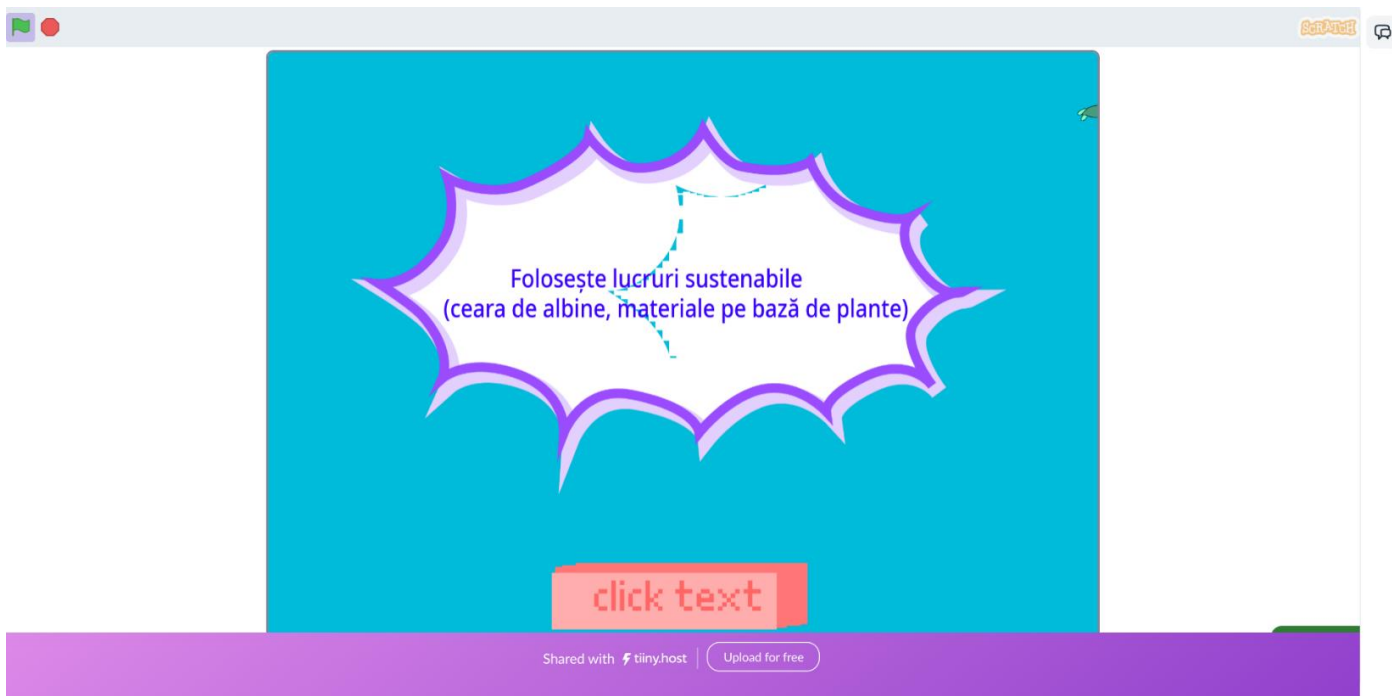 SCRATCH
Folosește lucruri sustenabile
(ceara de albine, materiale pe bază de plante)
click text
Shared with tiiny.host
Upload for free